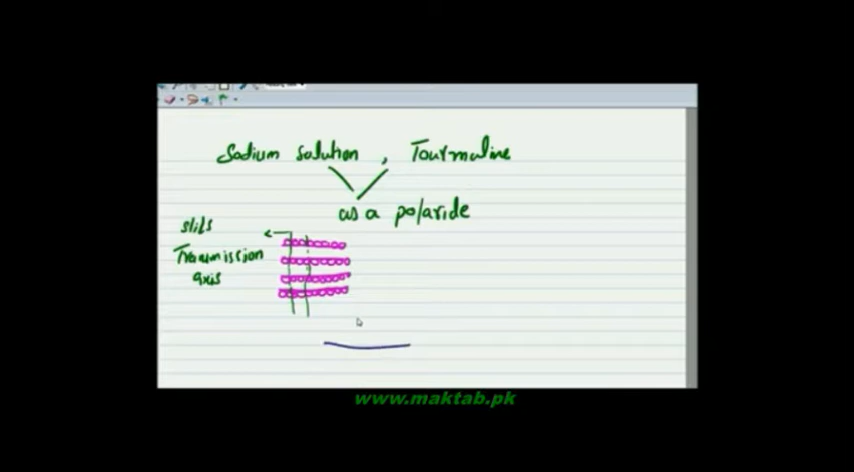 Sodium solution , Tourmaline
as a polaride
slits
Transmission
axis
www.maktab.pk